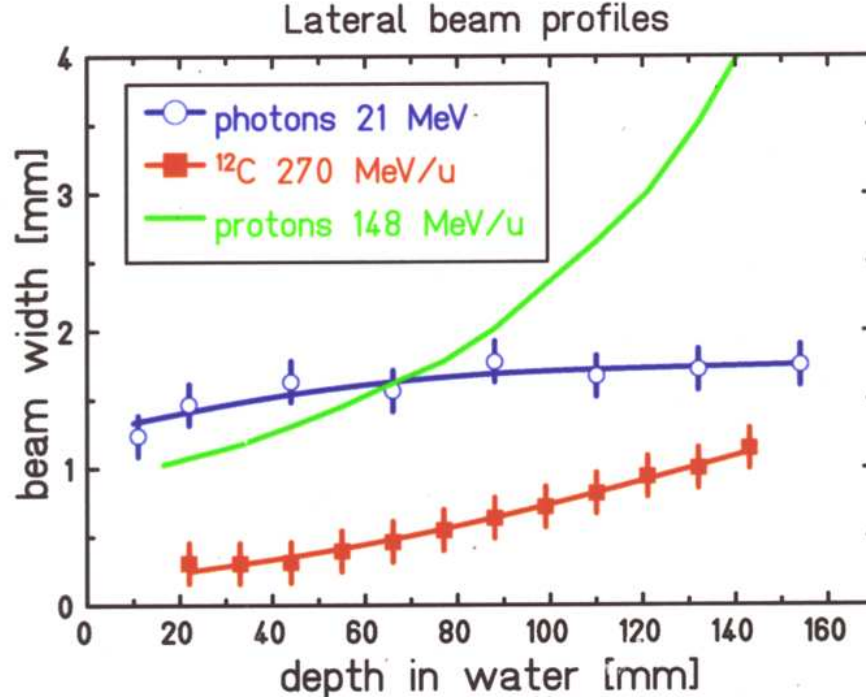 Lateral beam profiles
4
3
2
1
0
beam width [mm]
photons 21 MeV
¹²C 270 MeV/u
protons 148 MeV/u
0 20 40 60 80 100 120 140 160
depth in water [mm]